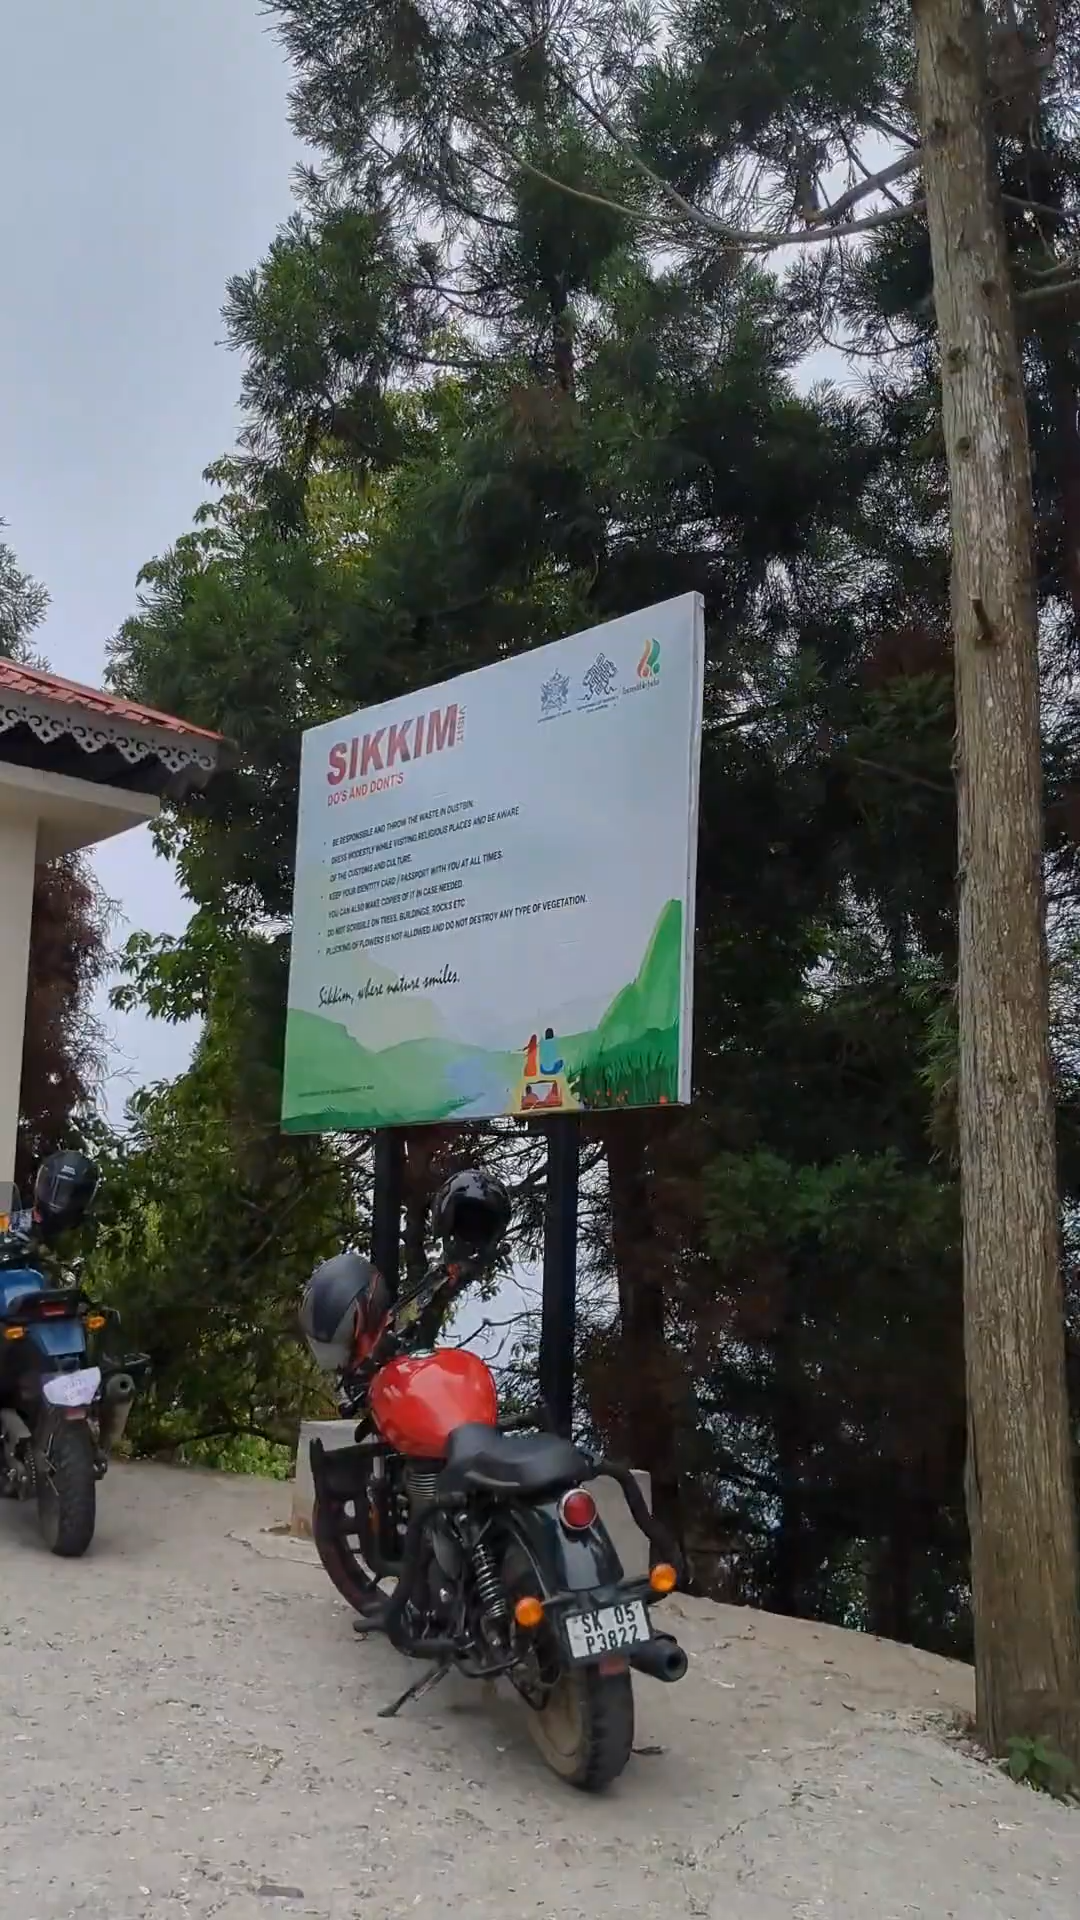 SIKKIM
VISIT
DO'S AND DONT'S
• BE RESPONSIBLE AND THROW THE WASTE IN DUSTBIN.
• DRESS MODESTLY WHILE VISITING RELIGIOUS PLACES AND BE AWARE
OF THE CUSTOMS AND CULTURE.
• KEEP YOUR IDENTITY CARD / PASSPORT WITH YOU AT ALL TIMES.
YOU CAN ALSO MAKE COPIES OF IT IN CASE NEEDED.
• DO NOT SCRIBBLE ON TREES, BUILDINGS, ROCKS ETC
• PLUCKING OF FLOWERS IS NOT ALLOWED AND DO NOT DESTROY ANY TYPE OF VEGETATION.
Sikkim, where nature smiles.
SK 05
P3822